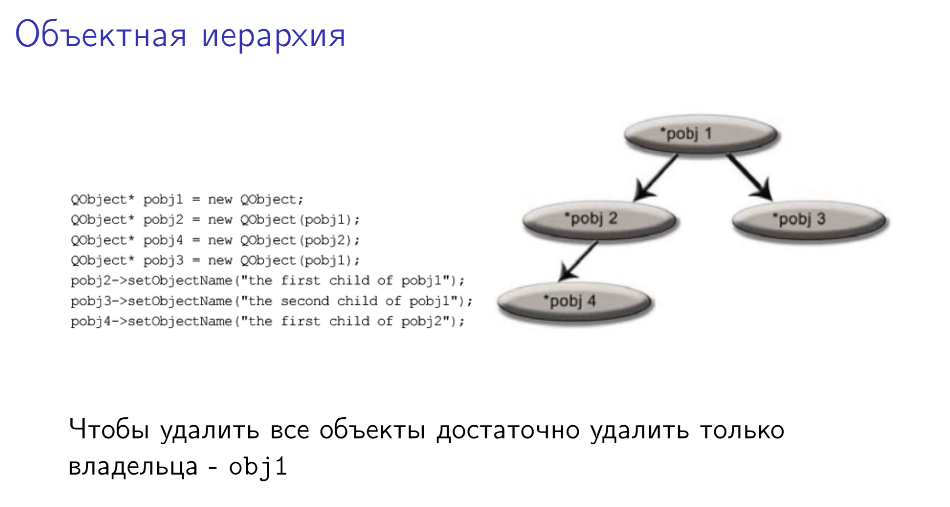 Объектная иерархия
QObject* pobj1 = new QObject;
QObject* pobj2 = new QObject(pobj1);
QObject* pobj4 = new QObject(pobj2);
QObject* pobj3 = new QObject(pobj1);
pobj2->setObjectName("the first child of pobj1");
pobj3->setObjectName("the second child of pobj1");
pobj4->setObjectName("the first child of pobj2");
*pobj 1
*pobj 2
*pobj 3
*pobj 4
Чтобы удалить все объекты достаточно удалить только
владельца - obj1